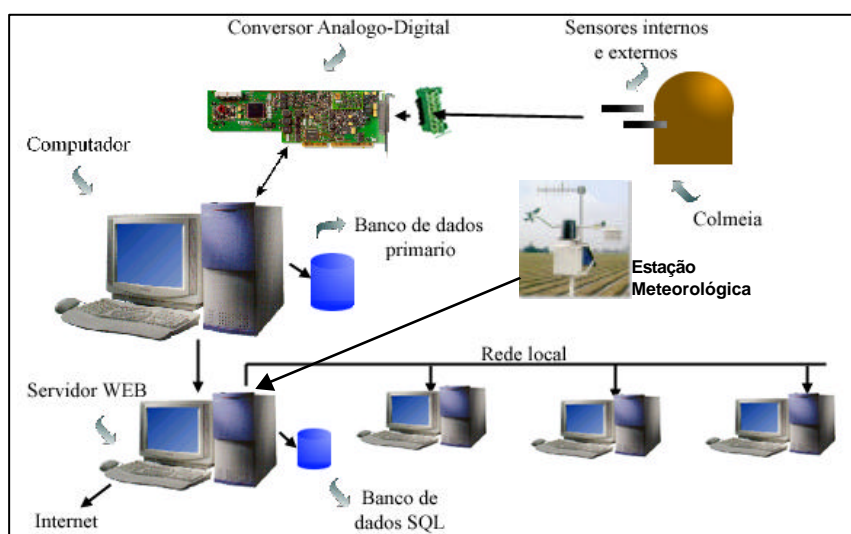 Conversor Analogo-Digital
Sensores internos
e externos
Computador
Colmeia
Banco de dados
primario
Estação
Meteorológica
Rede local
Servidor WEB
Banco de
dados SQL
Internet